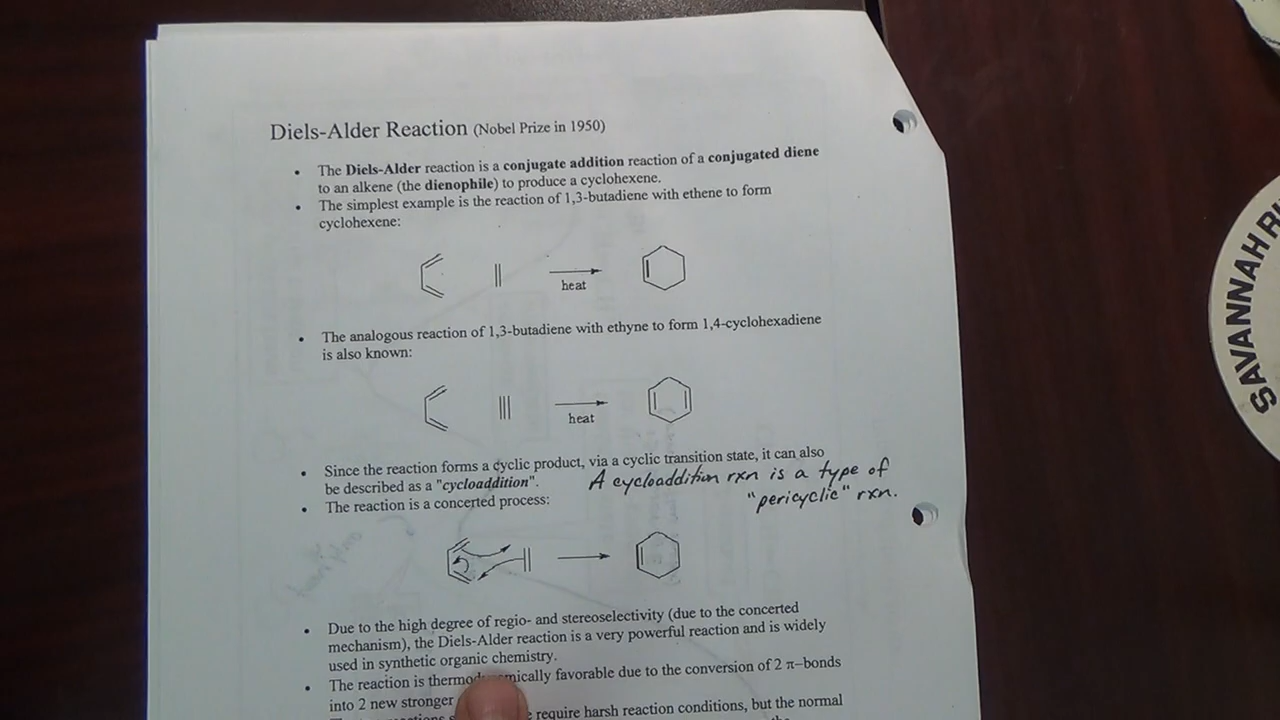 Diels-Alder Reaction (Nobel Prize in 1950)
• The Diels-Alder reaction is a conjugate addition reaction of a conjugated diene
to an alkene (the dienophile) to produce a cyclohexene.
• The simplest example is the reaction of 1,3-butadiene with ethene to form
cyclohexene:
heat
• The analogous reaction of 1,3-butadiene with ethyne to form 1,4-cyclohexadiene
is also known:
heat
• Since the reaction forms a cyclic product, via a cyclic transition state, it can also
be described as a "cycloaddition".
A cycloaddition rxn is a type of
"pericyclic" rxn.
• The reaction is a concerted process:
• Due to the high degree of regio- and stereoselectivity (due to the concerted
mechanism), the Diels-Alder reaction is a very powerful reaction and is widely
used in synthetic organic chemistry.
• The reaction is thermodynamically favorable due to the conversion of 2 π-bonds
into 2 new stronger
require harsh reaction conditions, but the normal
SAVANNAH